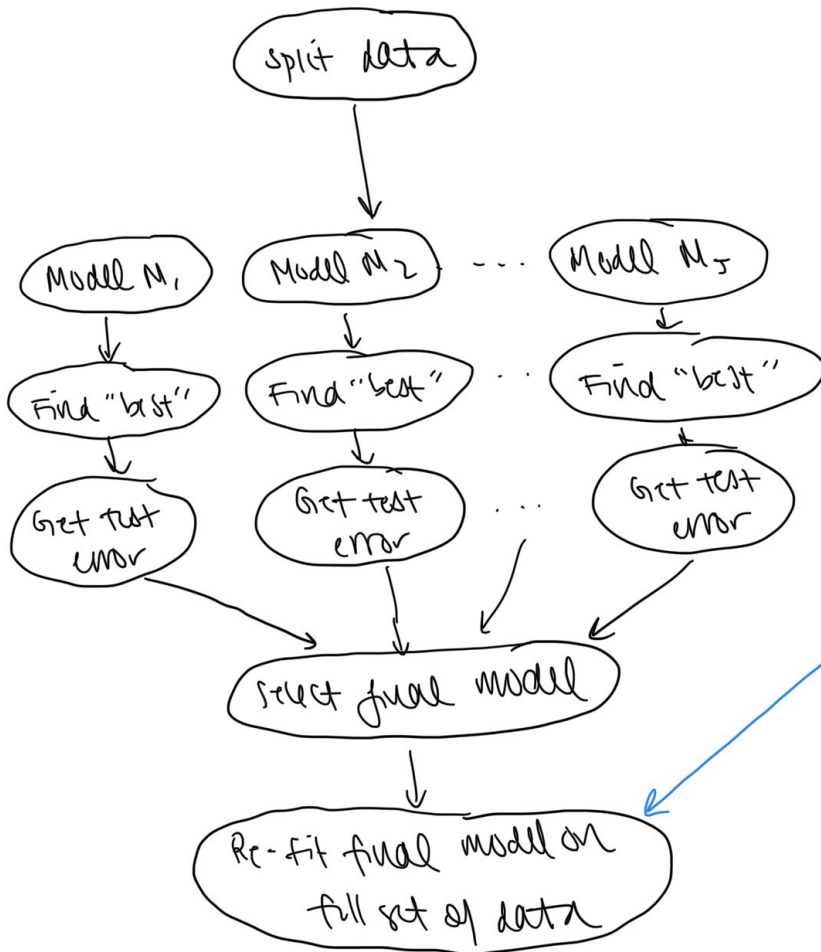 split data
Model M1
Model M2
...
Model MJ
Find "best"
Find "best"
..
Find "best"
Get test
error
Get test
error
...
Get test
error
Select final model
Re-fit final model on
full set of data